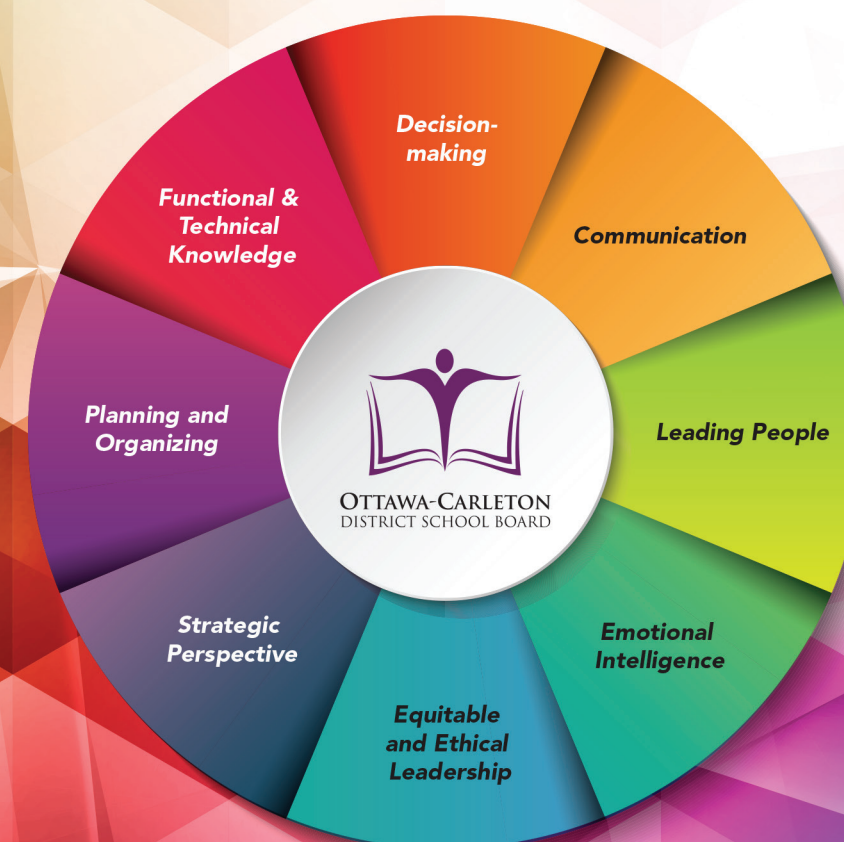 Decision-
making
Communication
Leading People
Emotional
Intelligence
Equitable
and Ethical
Leadership
Strategic
Perspective
Planning and
Organizing
Functional &
Technical
Knowledge
OTTAWA-CARLETON
DISTRICT SCHOOL BOARD